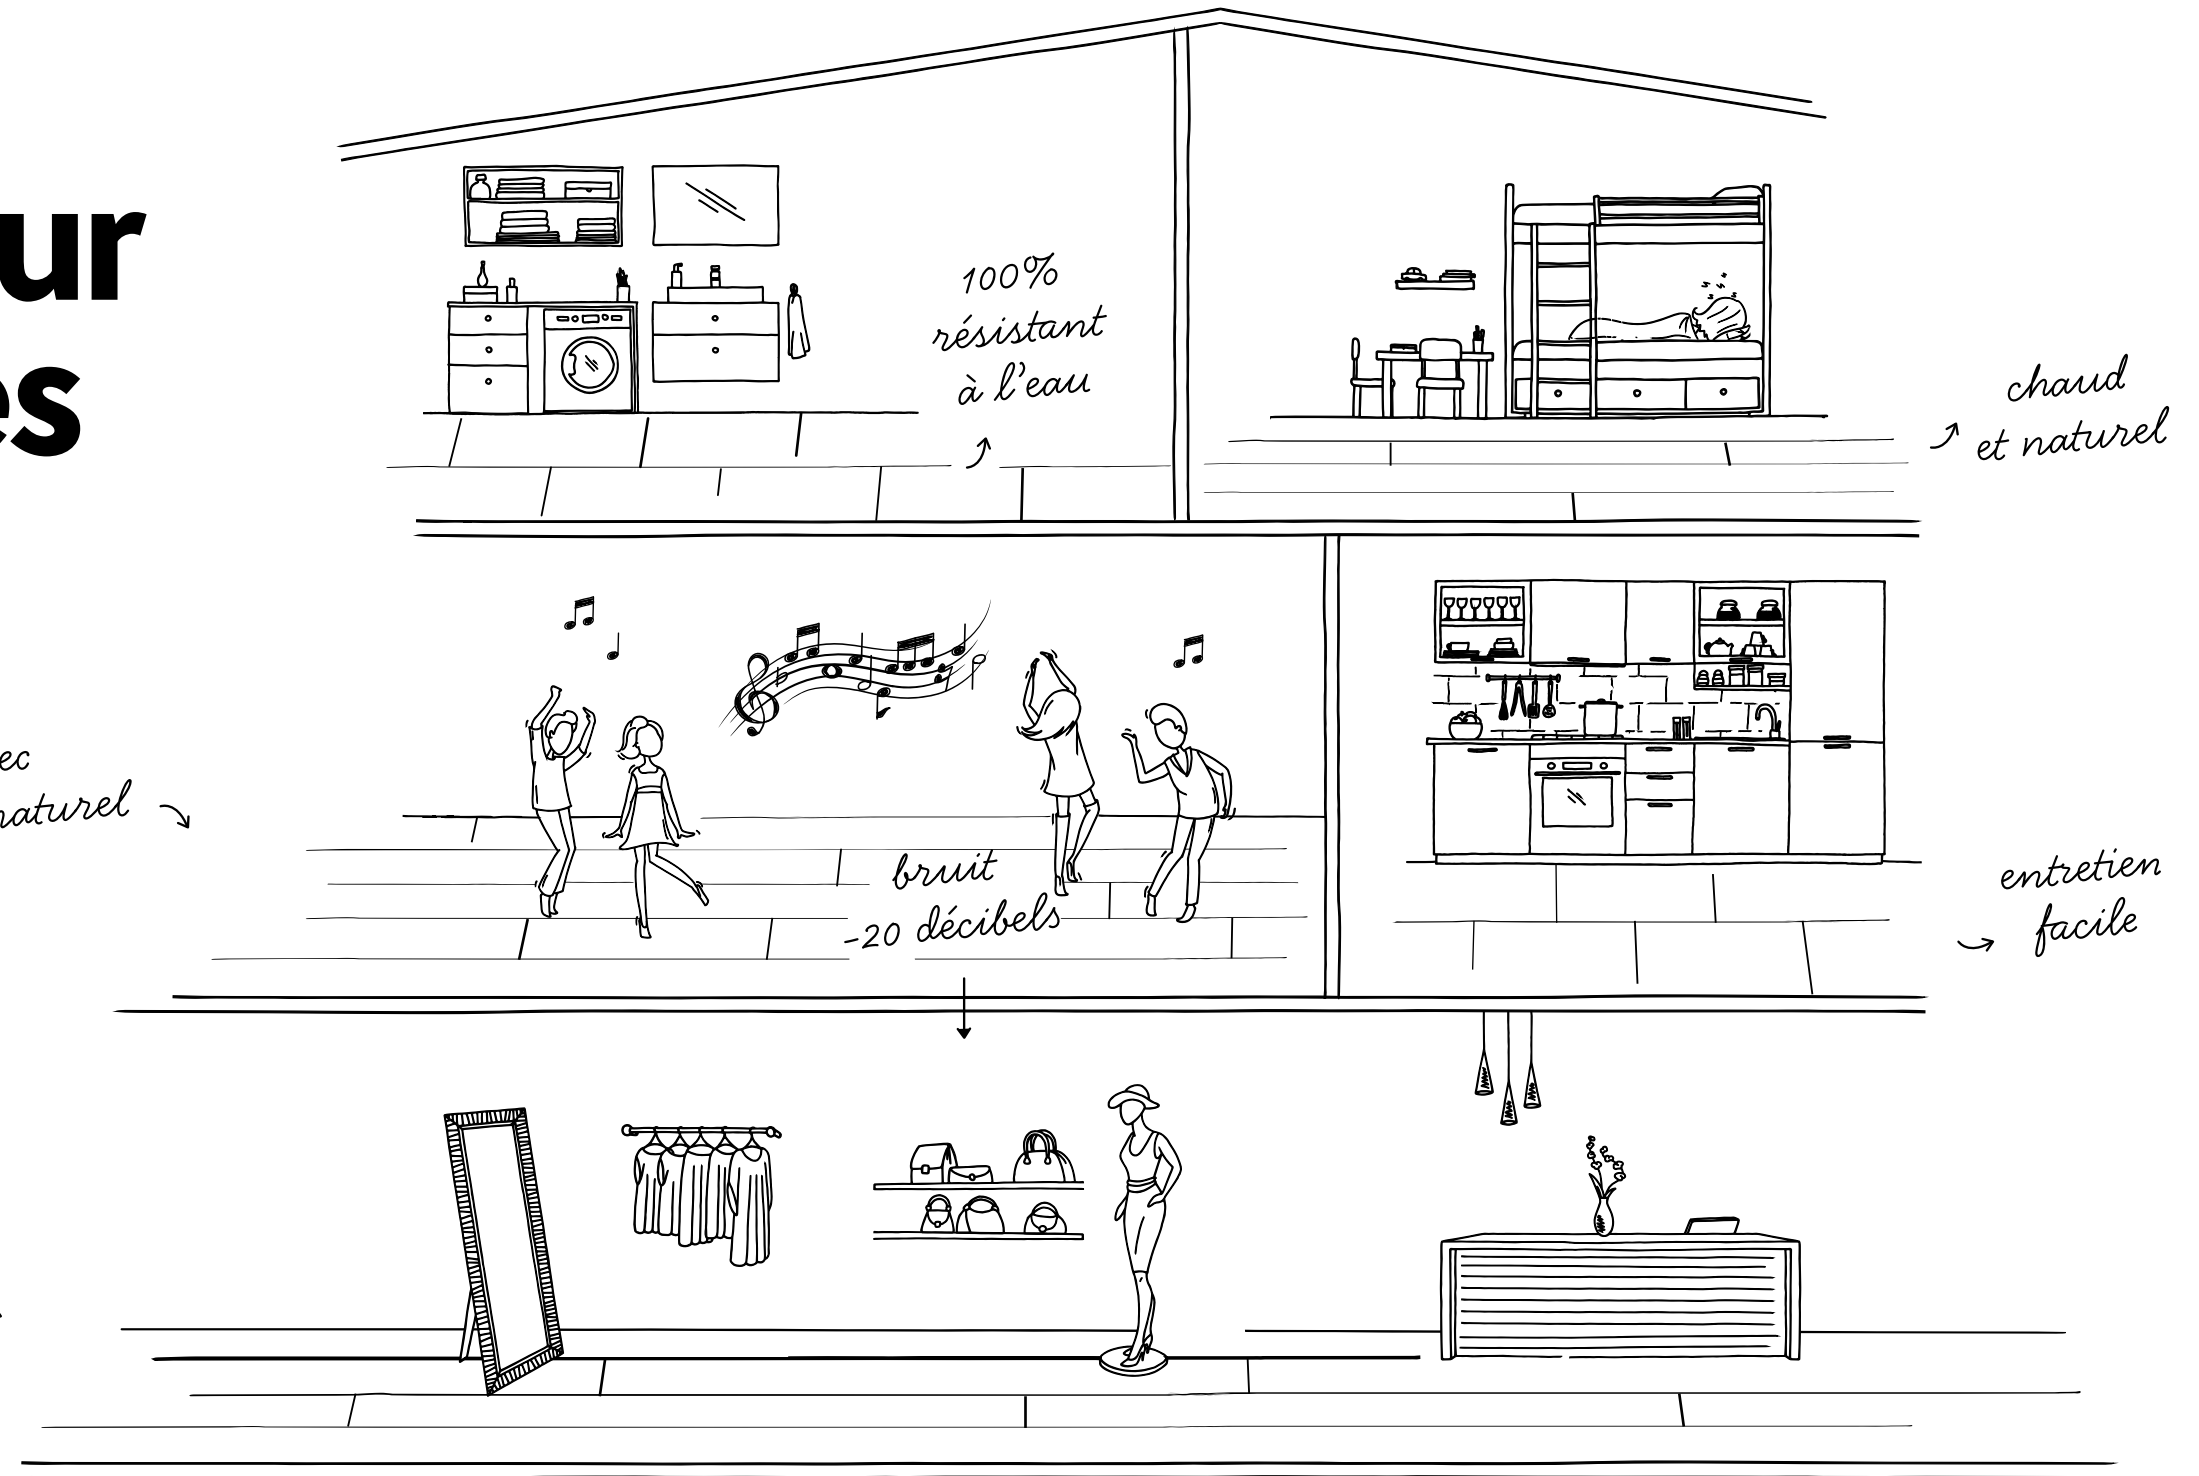 ur
es
100%
résistant
à l'eau
chaud
et naturel
ec
naturel
bruit
-20 décibels
entretien
facile